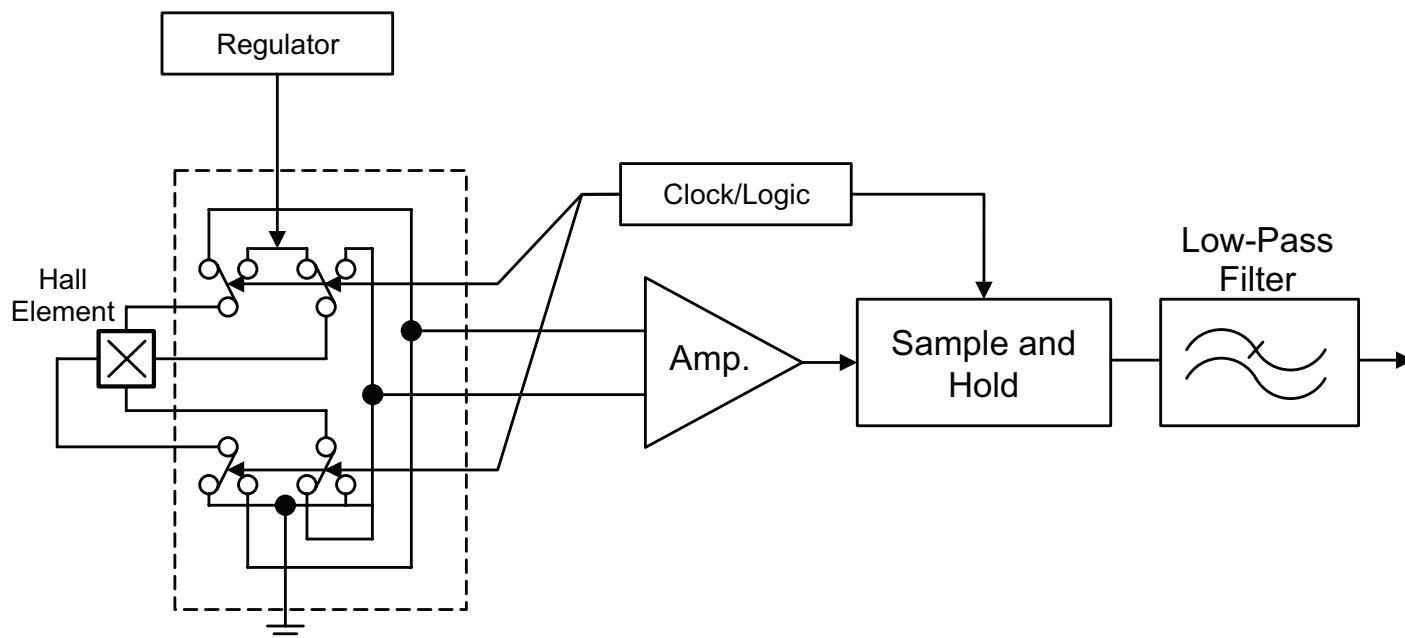 Regulator
Clock/Logic
Low-Pass
Filter
Hall
Element
Amp.
Sample and
Hold